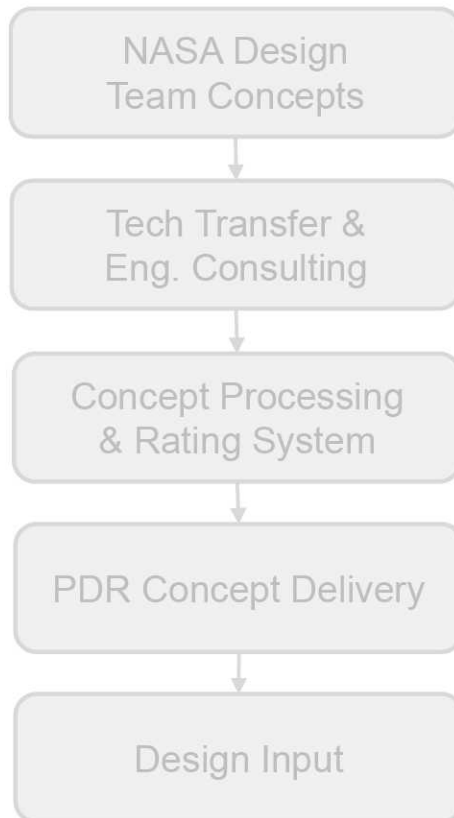 NASA Design
Team Concepts
Tech Transfer &
Eng. Consulting
Concept Processing
& Rating System
PDR Concept Delivery
Design Input